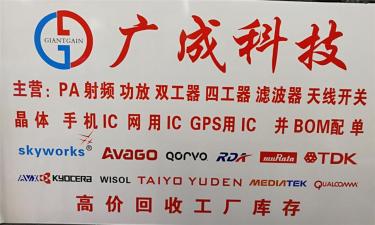 GIANTGAIN
广成科技
主营：PA 射频 功放 双工器 四工器 滤波器 天线开关
晶体 手机IC 网用IC GPS用IC 并BOM配单
skyworks AVAGO QORVO RDA muRata TDK
AVX KYOCERA WISOL TAIYO YUDEN MEDIATEK QUALCOMM
高价回收工厂库存